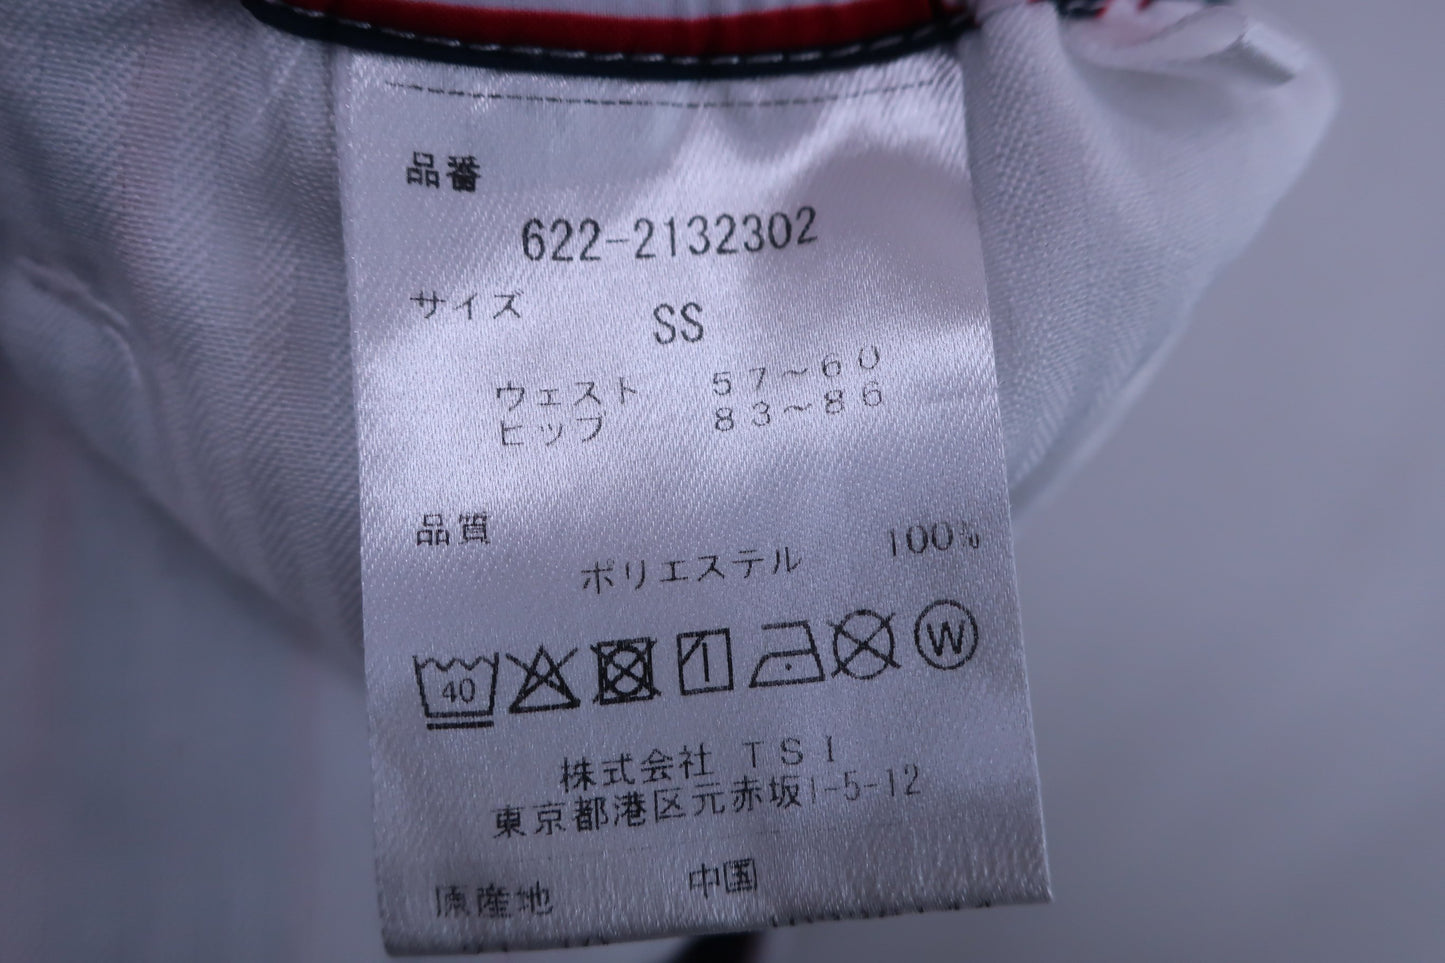 品番
622-2132302
サイズ SS
ウェスト 57～60
ヒップ 83～86
品質
ポリエステル 100%
40
W
株式会社 TSI
東京都港区元赤坂1-5-12
原産地 中国